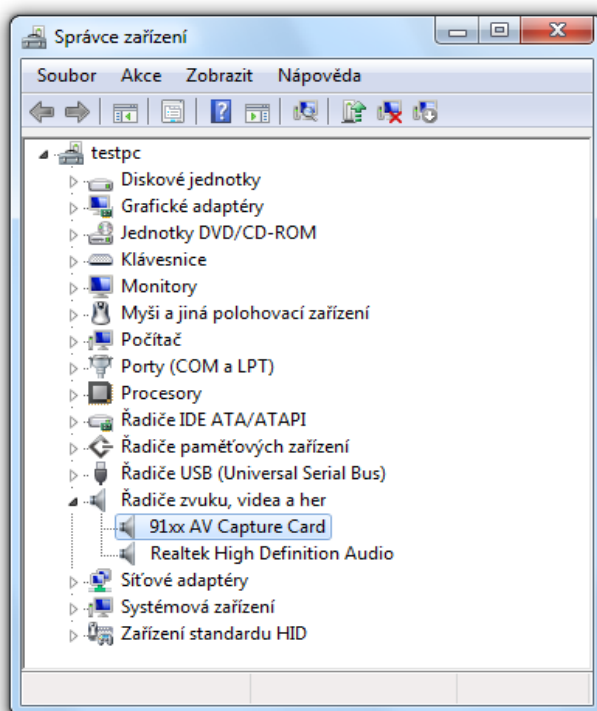 Správce zařízení
Soubor Akce Zobrazit Nápověda
testpc
Diskové jednotky
Grafické adaptéry
Jednotky DVD/CD-ROM
Klávesnice
Monitory
Myši a jiná polohovací zařízení
Počítač
Porty (COM a LPT)
Procesory
Řadiče IDE ATA/ATAPI
Řadiče paměťových zařízení
Řadiče USB (Universal Serial Bus)
Řadiče zvuku, videa a her
91xx AV Capture Card
Realtek High Definition Audio
Síťové adaptéry
Systémová zařízení
Zařízení standardu HID